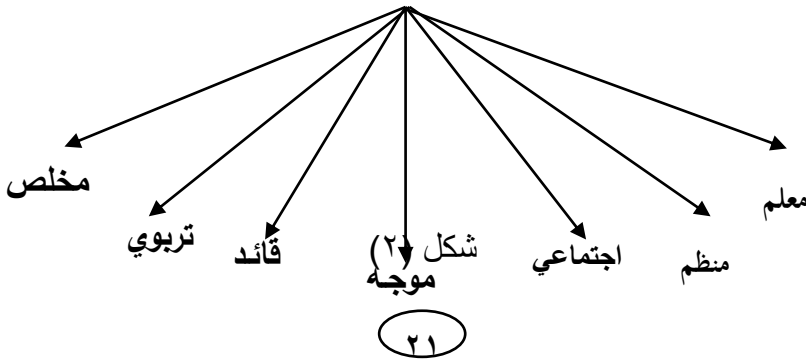 معلم
مخلص
منظم
اجتماعي
شكل (٢)
موجه
قائد
تربوي
٢١